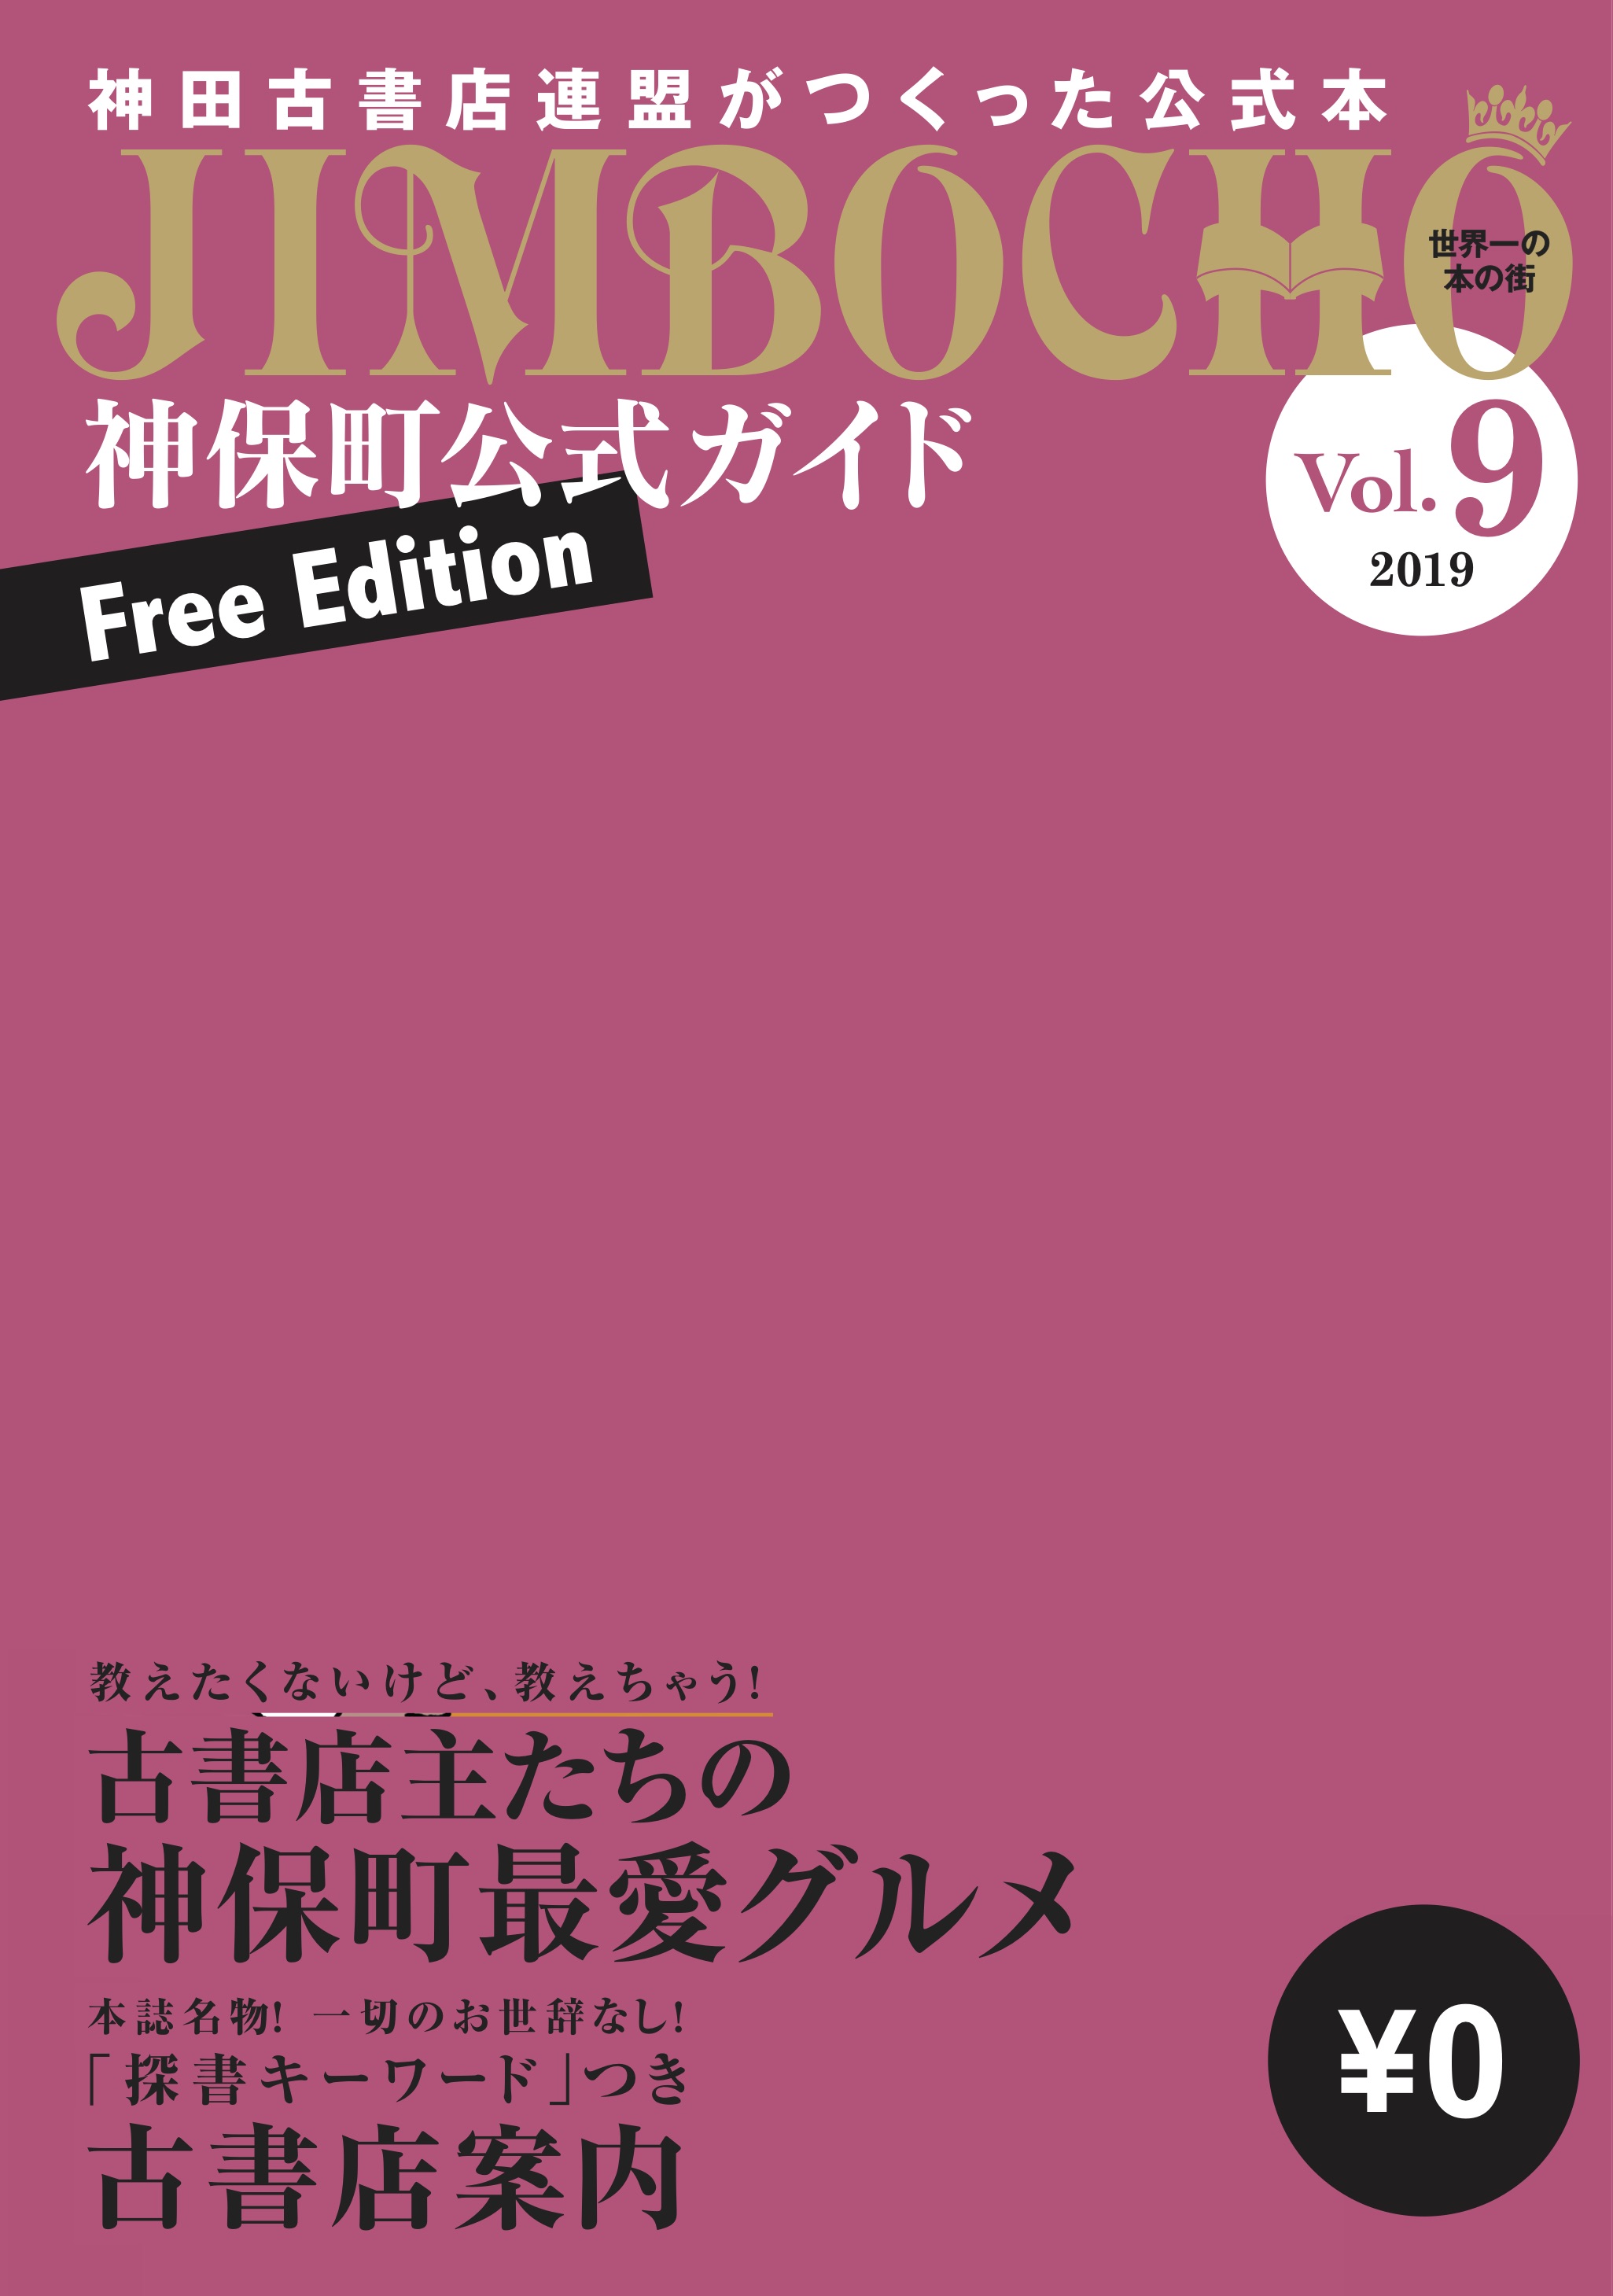 神田古書店連盟がつくった公式本
JIMBOCHO
世界一の
本の街
神保町公式ガイド
Vol.9
2019
Free Edition
教えたくないけど、教えちゃう!
古書店主たちの
神保町最愛グルメ
本誌名物! 一切のお世辞なし!
「探書キーワード」つき
古書店案内
¥0